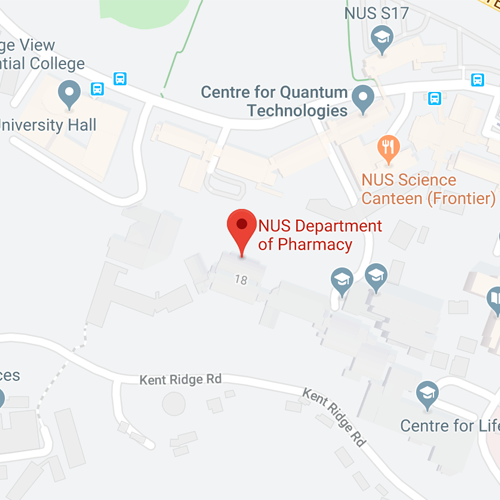 NUS S17
ge View
ntial College
Centre for Quantum
Technologies
University Hall
NUS Science
Canteen (Frontier)
NUS Department
of Pharmacy
18
Kent Ridge Rd
Kent Ridge Rd
ces
Centre for Life